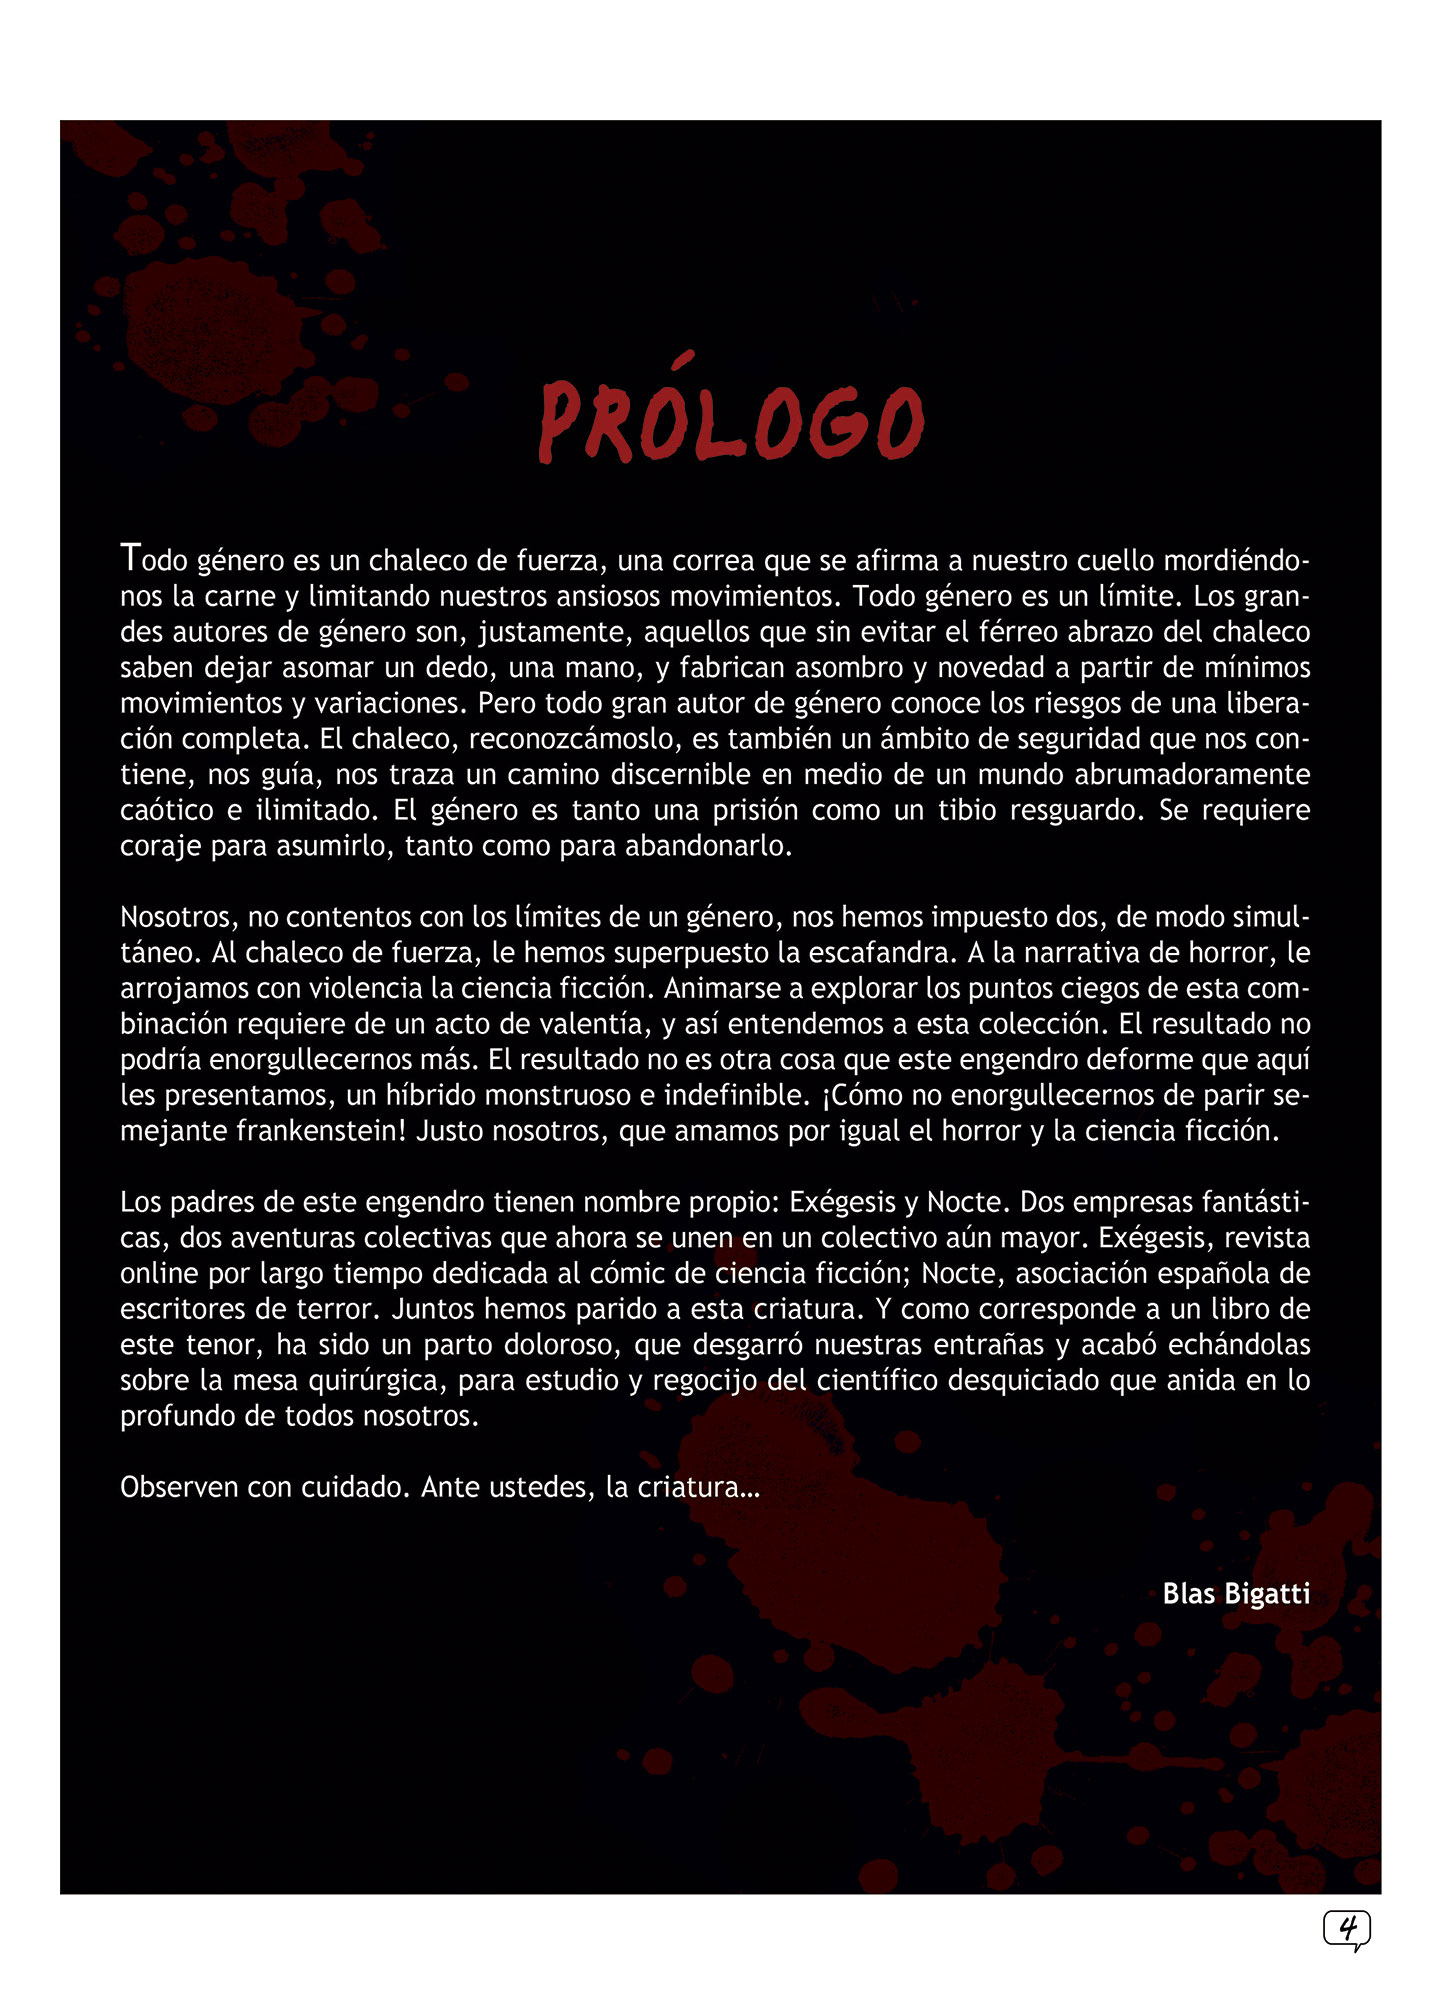 PRÓLOGO
Todo género es un chaleco de fuerza, una correa que se afirma a nuestro cuello mordiéndo-
nos la carne y limitando nuestros ansiosos movimientos. Todo género es un límite. Los gran-
des autores de género son, justamente, aquellos que sin evitar el férreo abrazo del chaleco
saben dejar asomar un dedo, una mano, y fabrican asombro y novedad a partir de mínimos
movimientos y variaciones. Pero todo gran autor de género conoce los riesgos de una libera-
ción completa. El chaleco, reconozcámoslo, es también un ámbito de seguridad que nos con-
tiene, nos guía, nos traza un camino discernible en medio de un mundo abrumadoramente
caótico e ilimitado. El género es tanto una prisión como un tibio resguardo. Se requiere
coraje para asumirlo, tanto como para abandonarlo.
Nosotros, no contentos con los límites de un género, nos hemos impuesto dos, de modo simul-
táneo. Al chaleco de fuerza, le hemos superpuesto la escafandra. A la narrativa de horror, le
arrojamos con violencia la ciencia ficción. Animarse a explorar los puntos ciegos de esta com-
binación requiere de un acto de valentía, y así entendemos a esta colección. El resultado no
podría enorgullecernos más. El resultado no es otra cosa que este engendro deforme que aquí
les presentamos, un híbrido monstruoso e indefinible. ¡Cómo no enorgullecernos de parir se-
mejante frankenstein! Justo nosotros, que amamos por igual el horror y la ciencia ficción.
Los padres de este engendro tienen nombre propio: Exégesis y Nocte. Dos empresas fantásti-
cas, dos aventuras colectivas que ahora se unen en un colectivo aún mayor. Exégesis, revista
online por largo tiempo dedicada al cómic de ciencia ficción; Nocte, asociación española de
escritores de terror. Juntos hemos parido a esta criatura. Y como corresponde a un libro de
este tenor, ha sido un parto doloroso, que desgarró nuestras entrañas y acabó echándolas
sobre la mesa quirúrgica, para estudio y regocijo del científico desquiciado que anida en lo
profundo de todos nosotros.
Observen con cuidado. Ante ustedes, la criatura…
Blas Bigatti
4